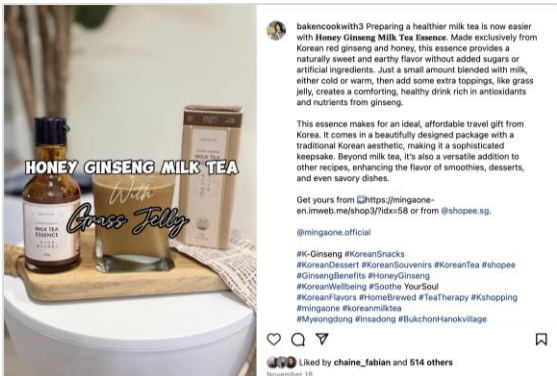 HONEY GINSENG MILK TEA
With
Grass Jelly
MILK TEA
ESSENCE
MILK TEA
bakencookwith3 Preparing a healthier milk tea is now easier
with Honey Ginseng Milk Tea Essence. Made exclusively from
Korean red ginseng and honey, this essence provides a
naturally sweet and earthy flavor without added sugars or
artificial ingredients. Just a small amount blended with milk,
either cold or warm, then add some extra toppings, like grass
jelly, creates a comforting, healthy drink rich in antioxidants
and nutrients from ginseng.
This essence makes for an ideal, affordable travel gift from
Korea. It comes in a beautifully designed package with a
traditional Korean aesthetic, making it a sophisticated
keepsake. Beyond milk tea, it's also a versatile addition to
other recipes, enhancing the flavor of smoothies, desserts,
and even savory dishes.
Get yours from ➡️https://mingaone-
en.imweb.me/shop3/?idx=58 or from @shopee.sg.
@mingaone.official
#K-Ginseng #KoreanSnacks
#KoreanDessert #KoreanSouvenirs #KoreanTea #shopee
#GinsengBenefits #HoneyGinseng
#KoreanWellbeing #Soothe YourSoul
#KoreanFlavors #HomeBrewed #TeaTherapy #Kshopping
#mingaone #koreanmilktea
#Myeongdong #Insadong #BukchonHanokvillage
Liked by chaine_fabian and 514 others
November 18